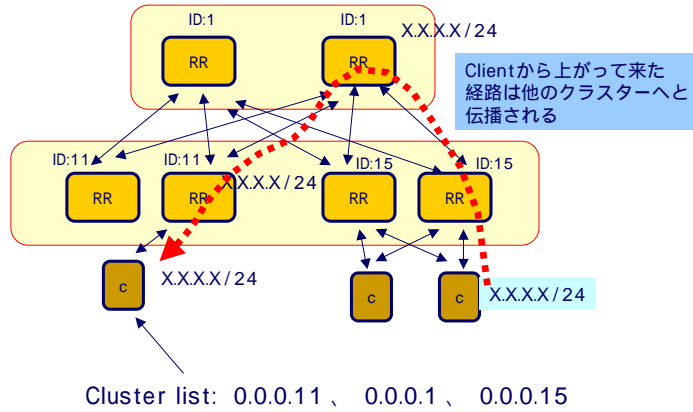 ID:1
ID:1
X.X.X.X/24
RR
RR
Clientから上がって来た
経路は他のクラスターへと
伝播される
ID:11
ID:11
ID:15
ID:15
X.X.X.X/24
RR
RR
RR
RR
X.X.X.X/24
c
c
c
X.X.X.X/24
Cluster list: 0.0.0.11 、 0.0.0.1 、 0.0.0.15